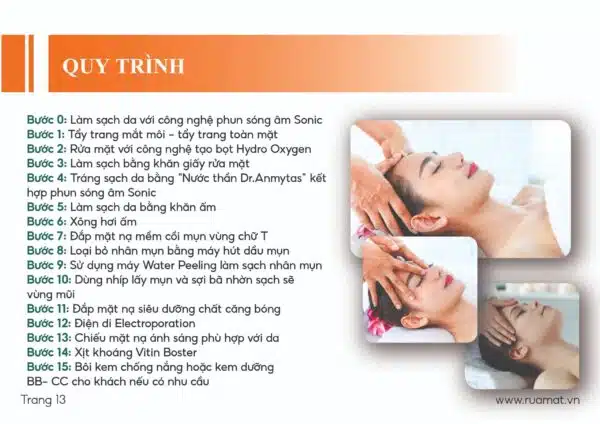 QUY TRÌNH
Bước 0: Làm sạch da với công nghệ phun sóng âm Sonic
Bước 1: Tẩy trang mắt môi - tẩy trang toàn mặt
Bước 2: Rửa mặt với công nghệ tạo bọt Hydro Oxygen
Bước 3: Làm sạch bằng khăn giấy rửa mặt
Bước 4: Tráng sạch da bằng "Nước thần Dr.Anmytas" kết
hợp phun sóng âm Sonic
Bước 5: Làm sạch da bằng khăn ấm
Bước 6: Xông hơi ấm
Bước 7: Đắp mặt nạ mềm cồi mụn vùng chữ T
Bước 8: Loại bỏ nhân mụn bằng máy hút dầu mụn
Bước 9: Sử dụng máy Water Peeling làm sạch nhân mụn
Bước 10: Dùng nhíp lấy mụn và sợi bã nhờn sạch sẽ
vùng mũi
Bước 11: Đắp mặt nạ siêu dưỡng chất căng bóng
Bước 12: Điện di Electroporation
Bước 13: Chiếu mặt nạ ánh sáng phù hợp với da
Bước 14: Xịt khoáng Vitin Boster
Bước 15: Bôi kem chống nắng hoặc kem dưỡng
BB- CC cho khách nếu có nhu cầu
Trang 13
www.ruamat.vn